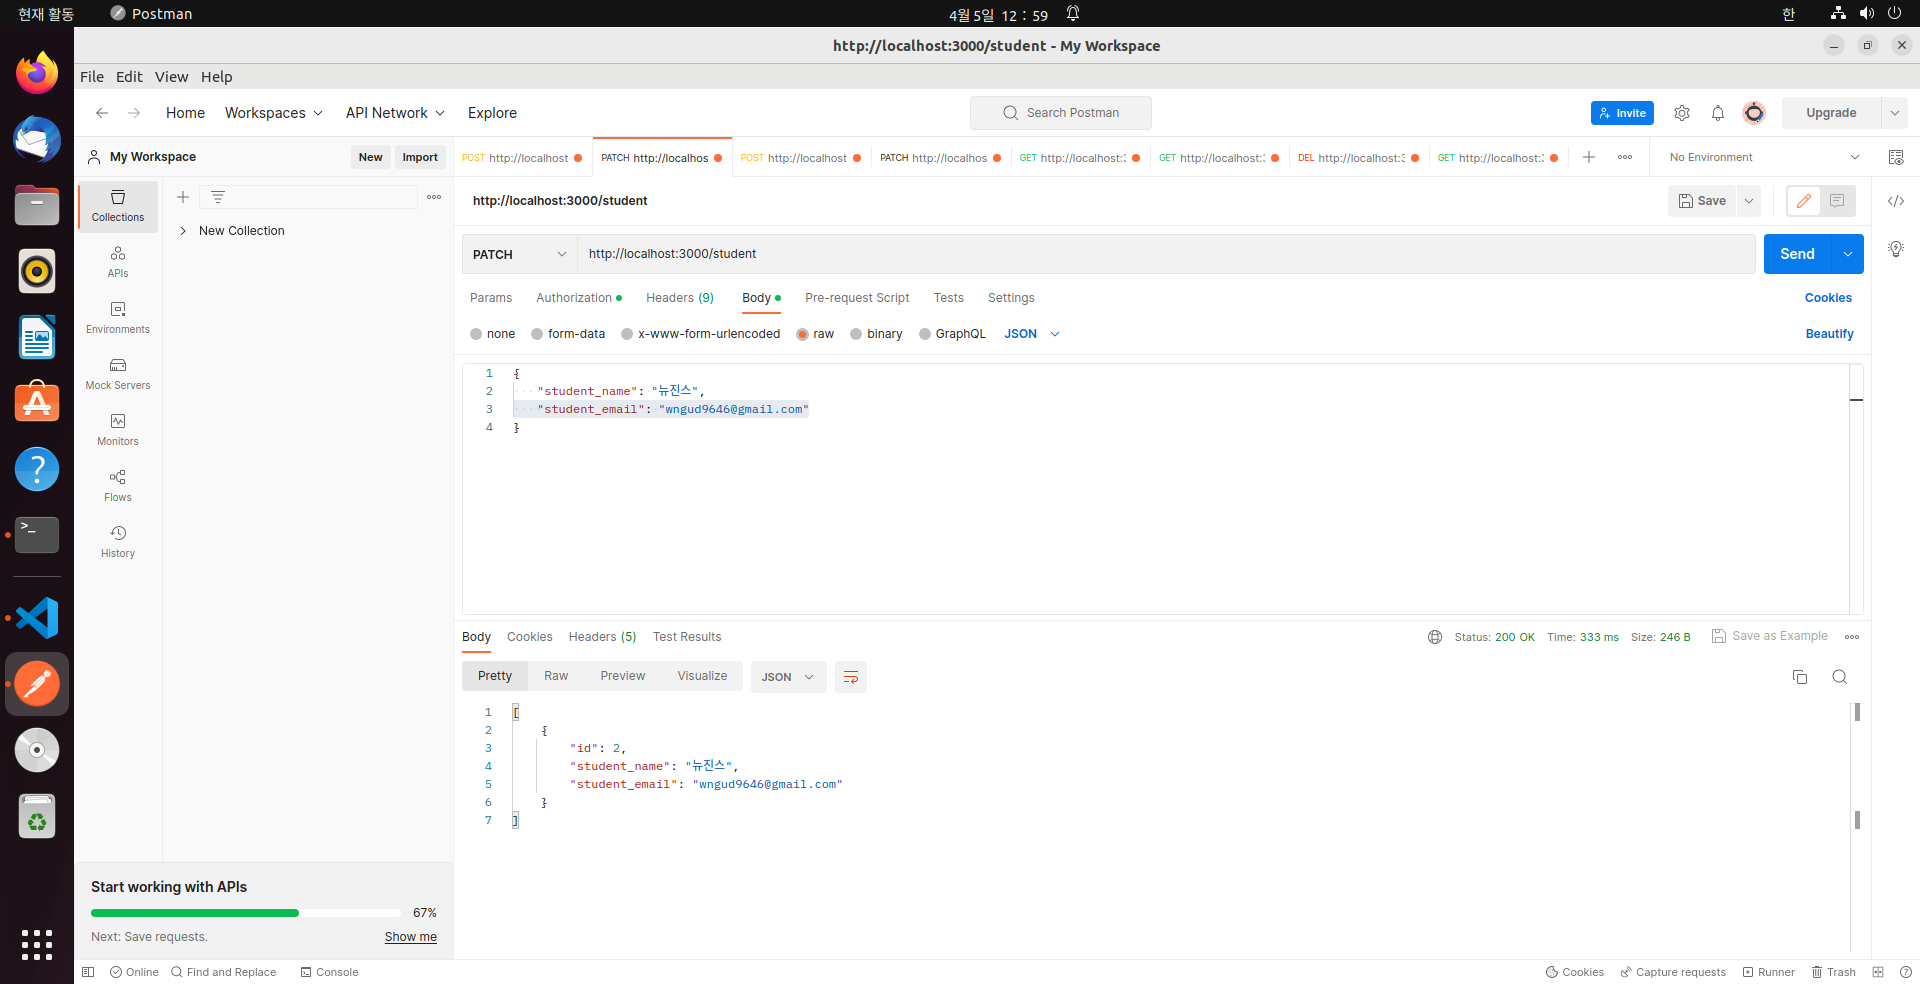 현재 활동
Postman
4월 5일 12 : 59
한
http://localhost:3000/student - My Workspace
File Edit View Help
Home Workspaces API Network Explore
Search Postman
Invite
Upgrade
My Workspace
New Import
POST http://localhost
PATCH http://localhos
POST http://localhost
PATCH http://localhos
GET http://localhost:
GET http://localhost:
DEL http://localhost:
GET http://localhost:
No Environment
Collections
APIs
Environments
Mock Servers
Monitors
Flows
History
New Collection
http://localhost:3000/student
Save
PATCH http://localhost:3000/student
Send
Params Authorization Headers (9) Body Pre-request Script Tests Settings
Cookies
none form-data x-www-form-urlencoded raw binary GraphQL JSON
Beautify
1 {
2 "student_name": "뉴진스",
3 "student_email": "wngud9646@gmail.com"
4 }
Body Cookies Headers (5) Test Results
Status: 200 OK Time: 333 ms Size: 246 B Save as Example
Pretty Raw Preview Visualize JSON
1 [
2 {
3 "id": 2,
4 "student_name": "뉴진스",
5 "student_email": "wngud9646@gmail.com"
6 }
7 ]
Start working with APIs
67%
Next: Save requests. Show me
Online Find and Replace Console
Cookies Capture requests Runner Trash